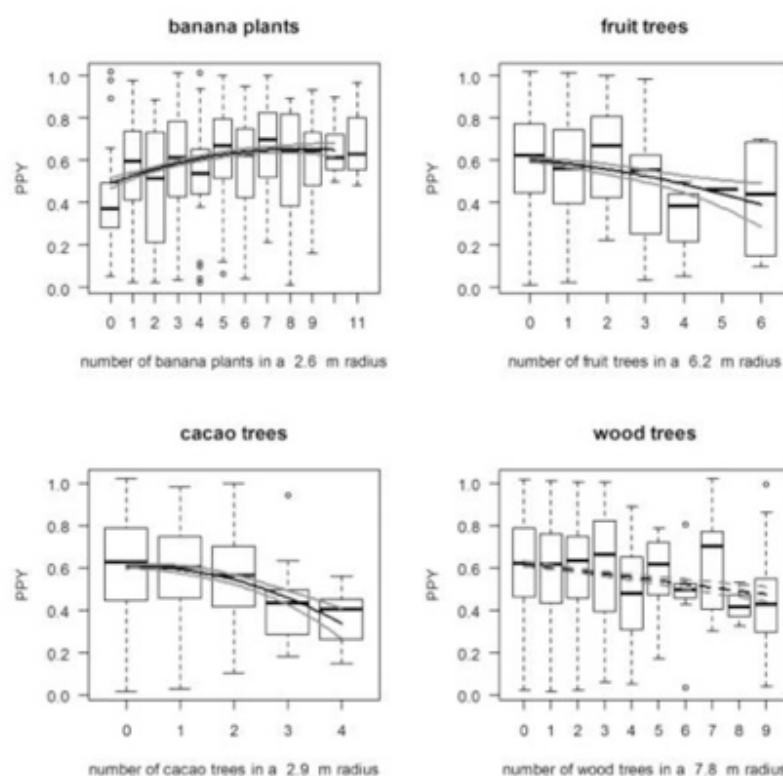 banana plants
PPY
1.0
0.8
0.6
0.4
0.2
0.0
0 1 2 3 4 5 6 7 8 9 11
number of banana plants in a 2.6 m radius
fruit trees
PPY
1.0
0.8
0.6
0.4
0.2
0.0
0 1 2 3 4 5 6
number of fruit trees in a 6.2 m radius
cacao trees
PPY
1.0
0.8
0.6
0.4
0.2
0.0
0 1 2 3 4
number of cacao trees in a 2.9 m radius
wood trees
PPY
1.0
0.8
0.6
0.4
0.2
0.0
0 1 2 3 4 5 6 7 8 9
number of wood trees in a 7.8 m radius